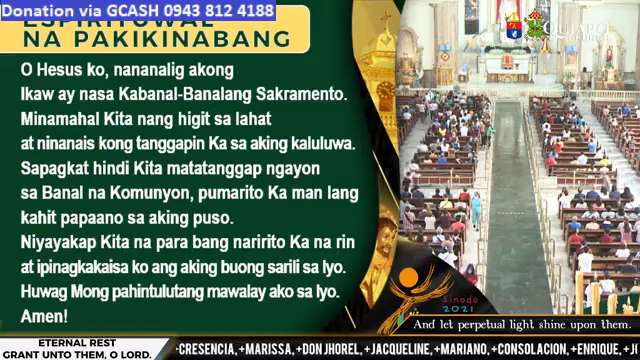 Donation via GCASH 0943 812 4188
ESPIRITUWAL
NA PAKIKINABANG
O Hesus ko, nananalig akong
Ikaw ay nasa Kabanal-Banalang Sakramento.
Minamahal Kita nang higit sa lahat
at ninanais kong tanggapin Ka sa aking kaluluwa.
Sapagkat hindi Kita matatanggap ngayon
sa Banal na Komunyon, pumarito Ka man lang
kahit papaano sa aking puso.
Niyayakap Kita na para bang naririto Ka na rin
at ipinagkakaisa ko ang aking buong sarili sa Iyo.
Huwag Mong pahintulutang mawalay ako sa Iyo.
Amen!
QUIAPO
Sinodo
2021
And let perpetual light shine upon them.
ETERNAL REST
GRANT UNTO THEM, O LORD.
CRESENCIA, +MARISSA, +DON JHOREL, +JACQUELINE, +MARIANO, +CONSOLACION, +ENRIQUE,